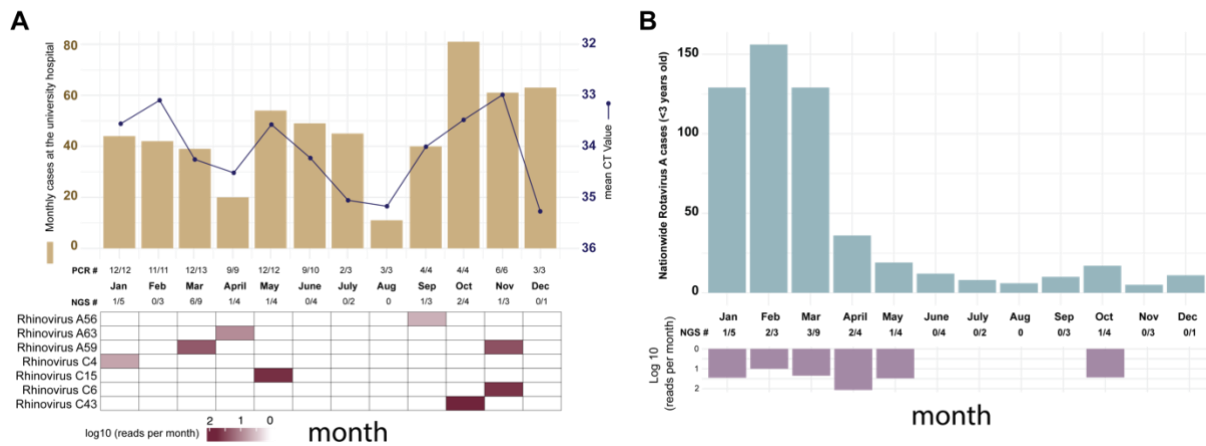 A
Monthly cases at the university hospital
80
60
40
20
0
32
33
34
35
36
mean CT Value
PCR # 12/12 11/11 12/13 9/9 12/12 9/10 2/3 3/3 4/4 4/4 6/6 3/3
Jan Feb Mar April May June July Aug Sep Oct Nov Dec
NGS # 1/5 0/3 6/9 1/4 1/4 0/4 0/2 0 1/3 2/4 1/3 0/1
Rhinovirus A56
Rhinovirus A63
Rhinovirus A59
Rhinovirus C4
Rhinovirus C15
Rhinovirus C6
Rhinovirus C43
2 1 0
log10 (reads per month)
month
B
Nationwide Rotavirus A cases (<3 years old)
150
100
50
0
Jan Feb Mar April May June July Aug Sep Oct Nov Dec
NGS # 1/5 2/3 3/9 2/4 1/4 0/4 0/2 0 0/3 1/4 0/3 0/1
Log 10
(reads per month)
0
1
2
month